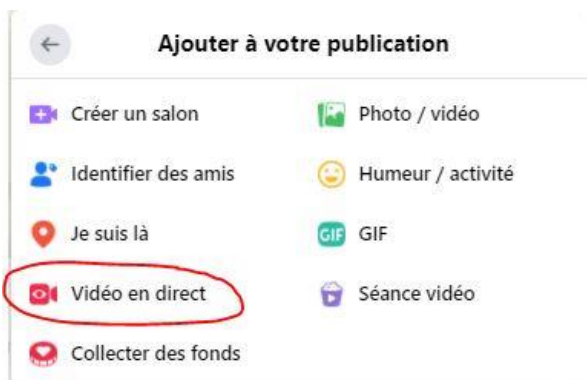 Ajouter à votre publication
Créer un salon
Photo / vidéo
Identifier des amis
Humeur / activité
Je suis là
GIF GIF
Vidéo en direct
Séance vidéo
Collecter des fonds